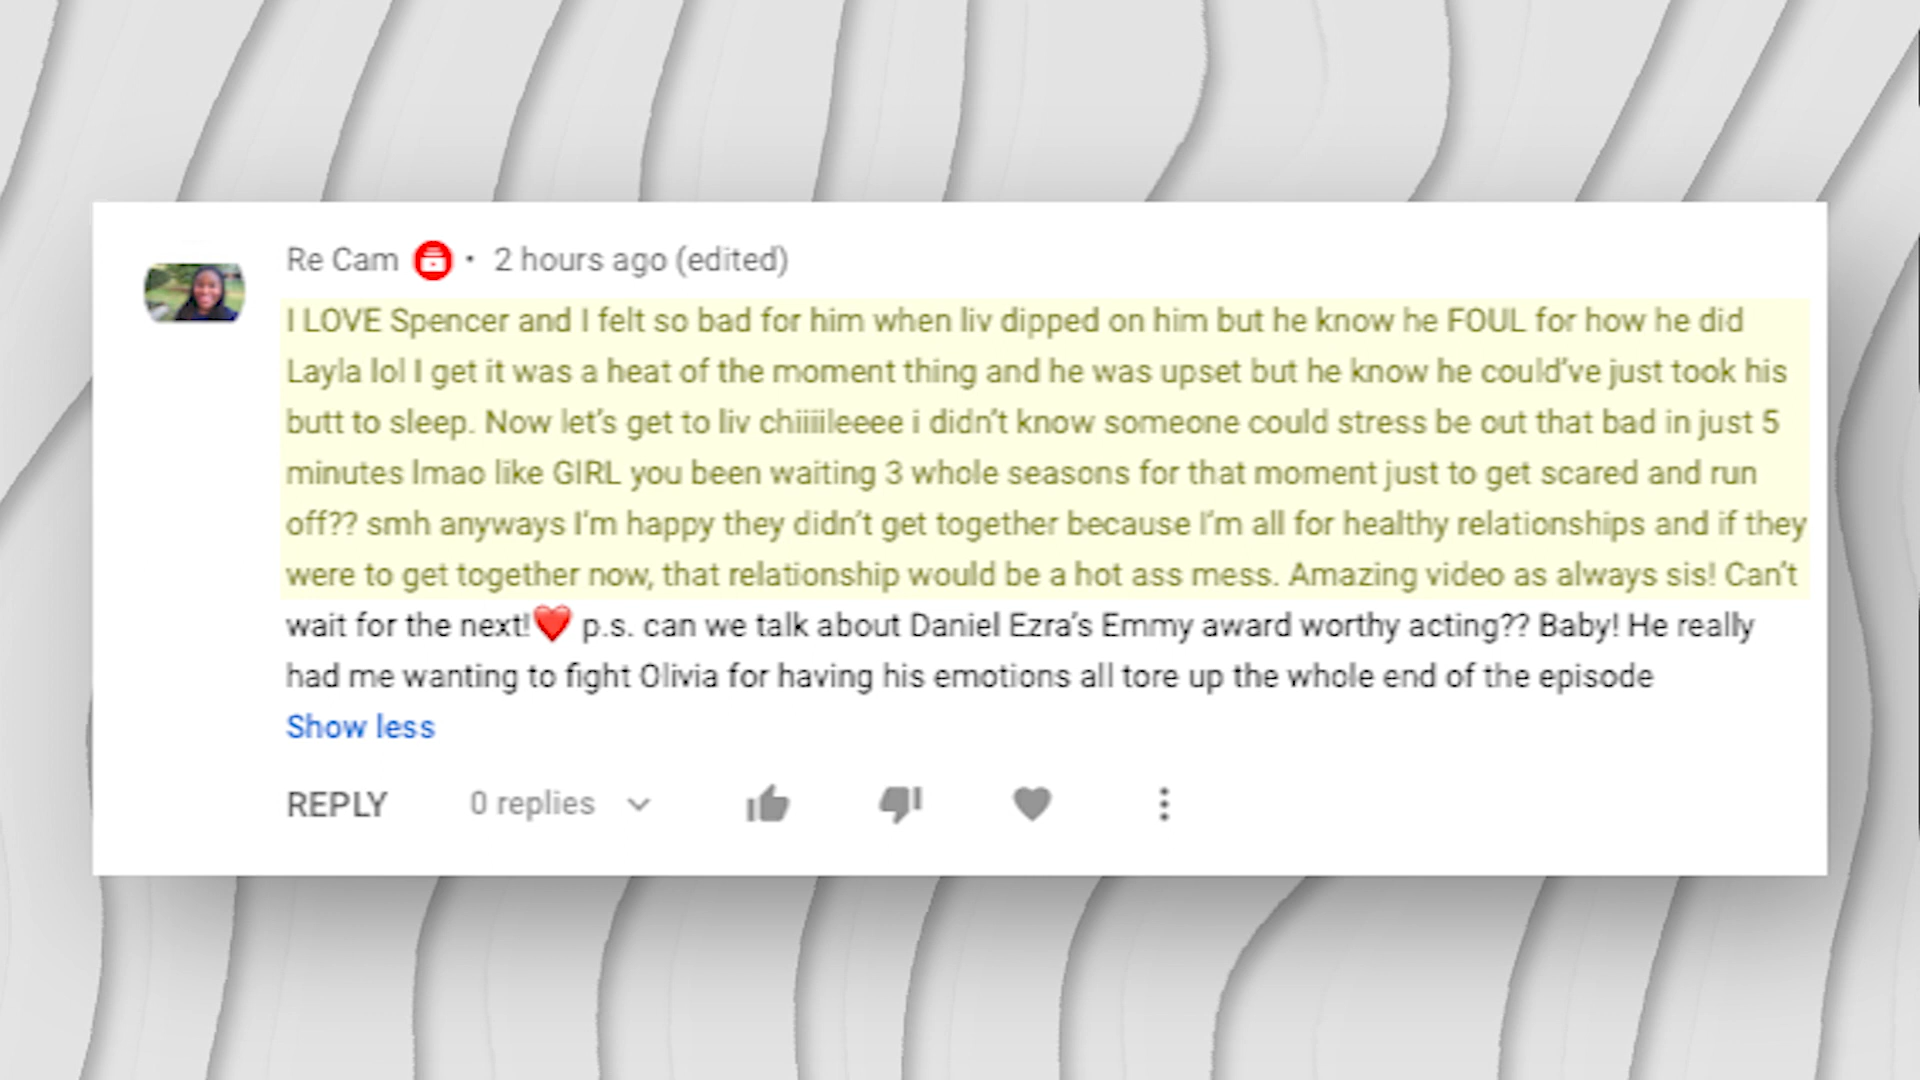 Re Cam • 2 hours ago (edited)
I LOVE Spencer and I felt so bad for him when liv dipped on him but he know he FOUL for how he did
Layla lol I get it was a heat of the moment thing and he was upset but he know he could’ve just took his
butt to sleep. Now let’s get to liv chiiiileeee i didn’t know someone could stress be out that bad in just 5
minutes lmao like GIRL you been waiting 3 whole seasons for that moment just to get scared and run
off?? smh anyways I’m happy they didn’t get together because I’m all for healthy relationships and if they
were to get together now, that relationship would be a hot ass mess. Amazing video as always sis! Can’t
wait for the next!❤️ p.s. can we talk about Daniel Ezra’s Emmy award worthy acting?? Baby! He really
had me wanting to fight Olivia for having his emotions all tore up the whole end of the episode
Show less
REPLY 0 replies